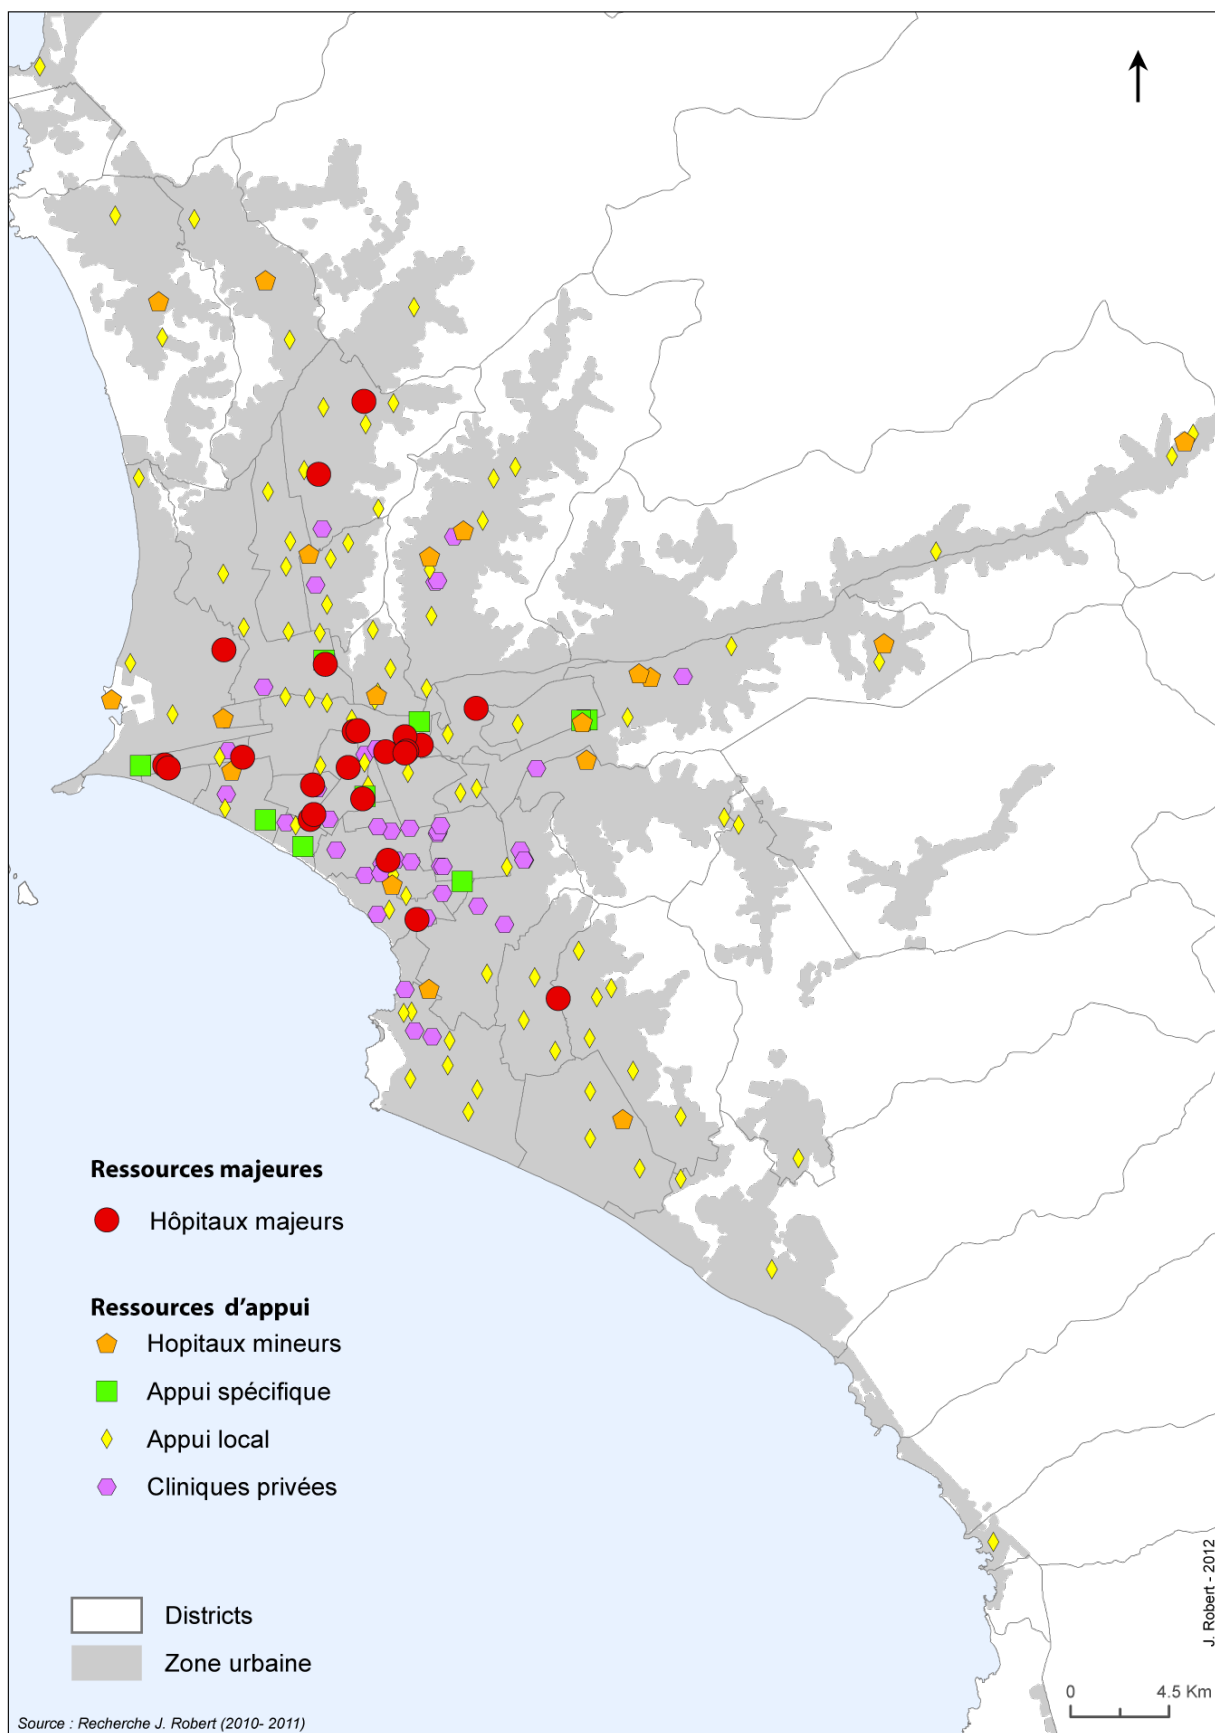 Ressources majeures
Hôpitaux majeurs
Ressources d'appui
Hopitaux mineurs
Appui spécifique
Appui local
Cliniques privées
Districts
Zone urbaine
Source : Recherche J. Robert (2010- 2011)
0 4.5 Km
J. Robert - 2012